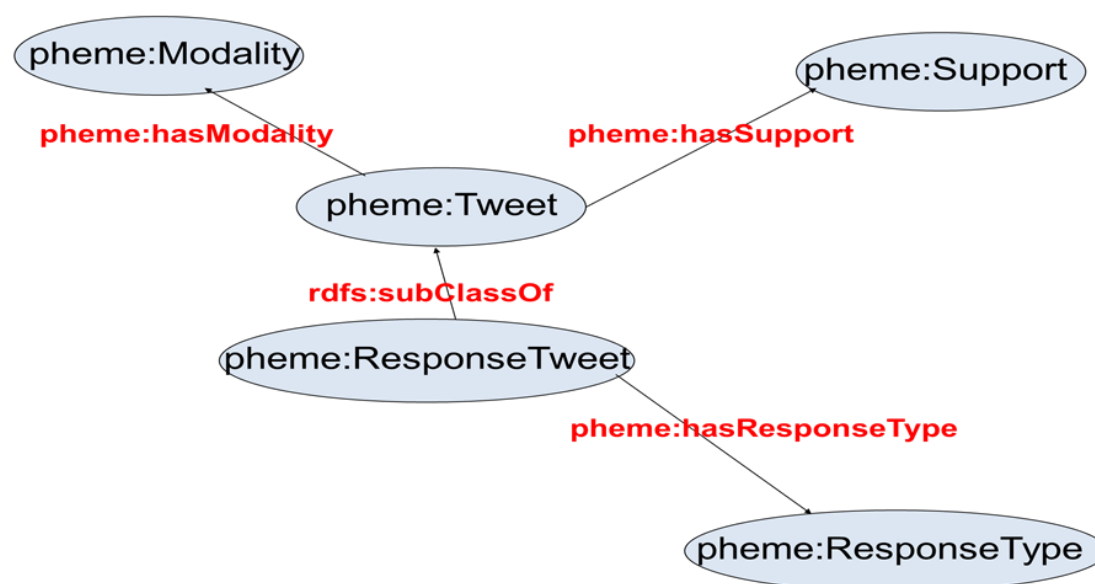 pheme:Modality
pheme:Support
pheme:hasModality
pheme:hasSupport
pheme:Tweet
rdfs:subClassOf
pheme:ResponseTweet
pheme:hasResponseType
pheme:ResponseType